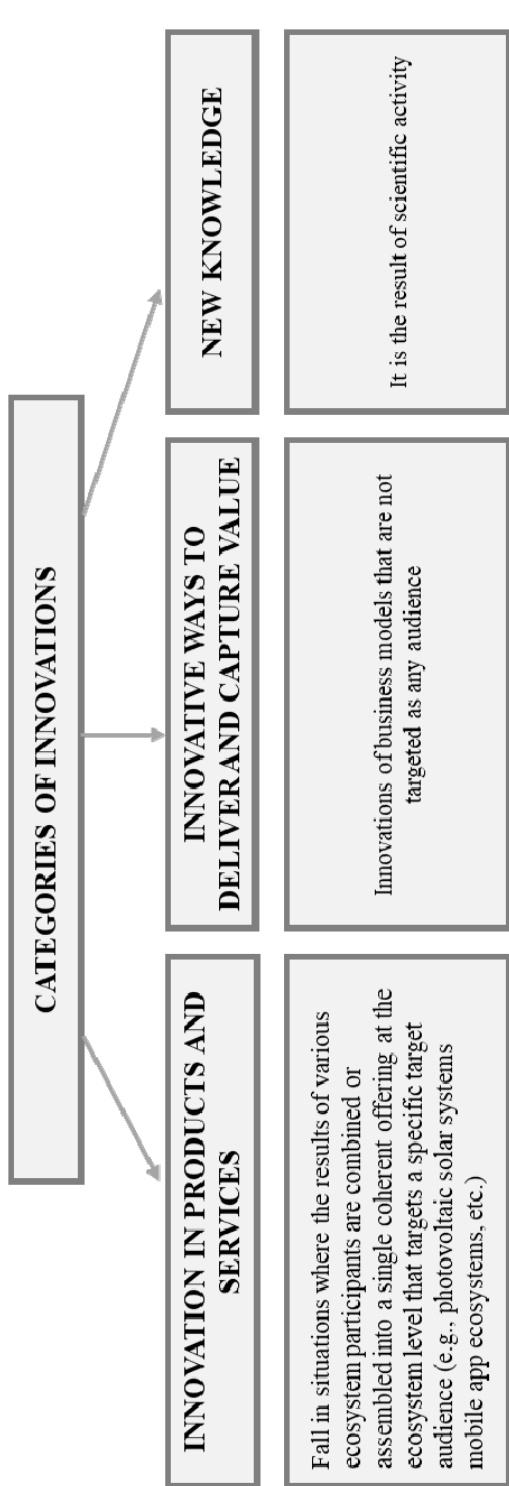 CATEGORIES OF INNOVATIONS
INNOVATION IN PRODUCTS AND
SERVICES
Fall in situations where the results of various
ecosystem participants are combined or
assembled into a single coherent offering at the
ecosystem level that targets a specific target
audience (e.g., photovoltaic solar systems
mobile app ecosystems, etc.)
INNOVATIVE WAYS TO
DELIVER AND CAPTURE VALUE
Innovations of business models that are not
targeted as any audience
NEW KNOWLEDGE
It is the result of scientific activity